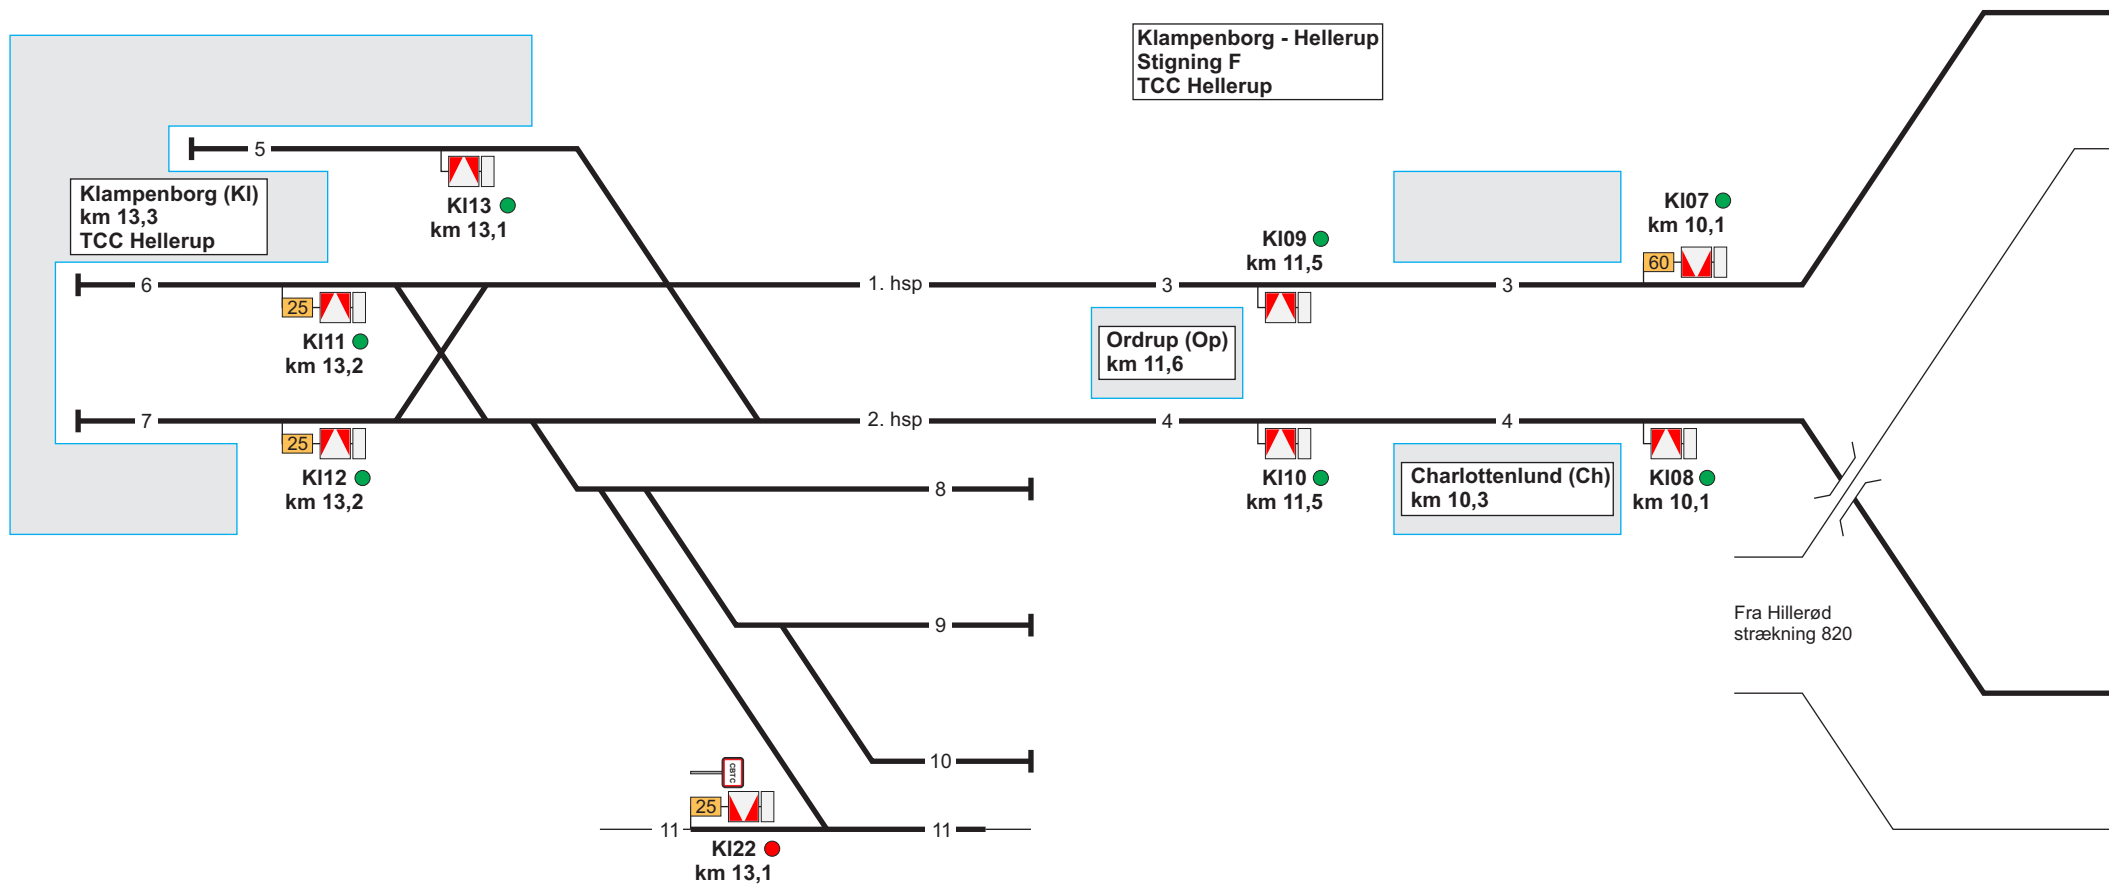 Klampenborg - Hellerup
Stigning F
TCC Hellerup
5
Klampenborg (Kl)
km 13,3
TCC Hellerup
Kl13
km 13,1
Kl07
km 10,1
60
Kl09
km 11,5
6
1. hsp
3
3
25
Kl11
km 13,2
Ordrup (Op)
km 11,6
7
2. hsp
4
4
25
Kl12
km 13,2
Kl10
km 11,5
Charlottenlund (Ch)
km 10,3
Kl08
km 10,1
8
9
Fra Hillerød
strækning 820
10
CBTC
25
11
11
Kl22
km 13,1